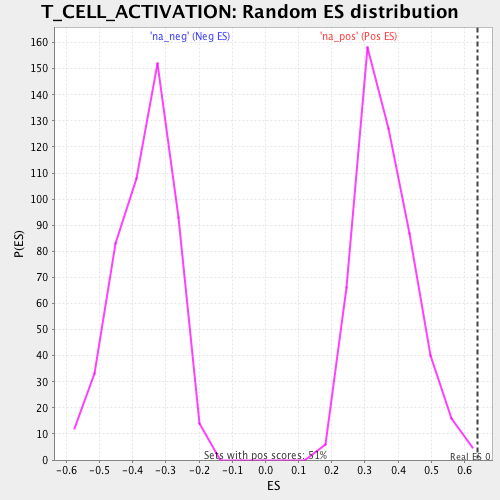 T_CELL_ACTIVATION: Random ES distribution
'na_neg' (Neg ES) 'na_pos' (Pos ES)
160
150
140
130
120
110
100
90
80
70
60
50
40
30
20
10
0
P(ES)
Sets with pos scores: 51%
Real ES 0
-0.6 -0.5 -0.4 -0.3 -0.2 -0.1 0.0 0.1 0.2 0.3 0.4 0.5 0.6
ES